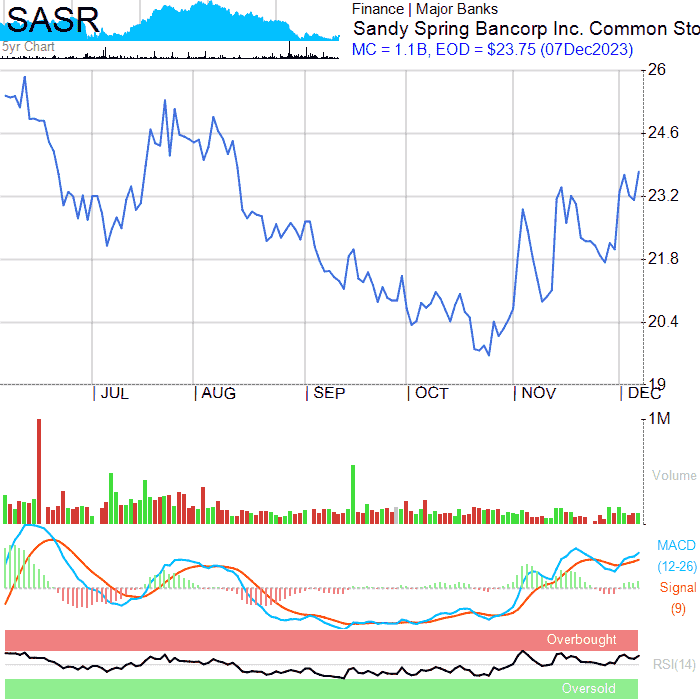 SASR
5yr Chart
Finance | Major Banks
Sandy Spring Bancorp Inc. Common Sto
MC = 1.1B, EOD = $23.75 (07Dec2023)
26
24.6
23.2
21.8
20.4
19
JUL AUG SEP OCT NOV DEC
1M
Volume
MACD
(12-26)
Signal
(9)
Overbought
RSI(14)
Oversold